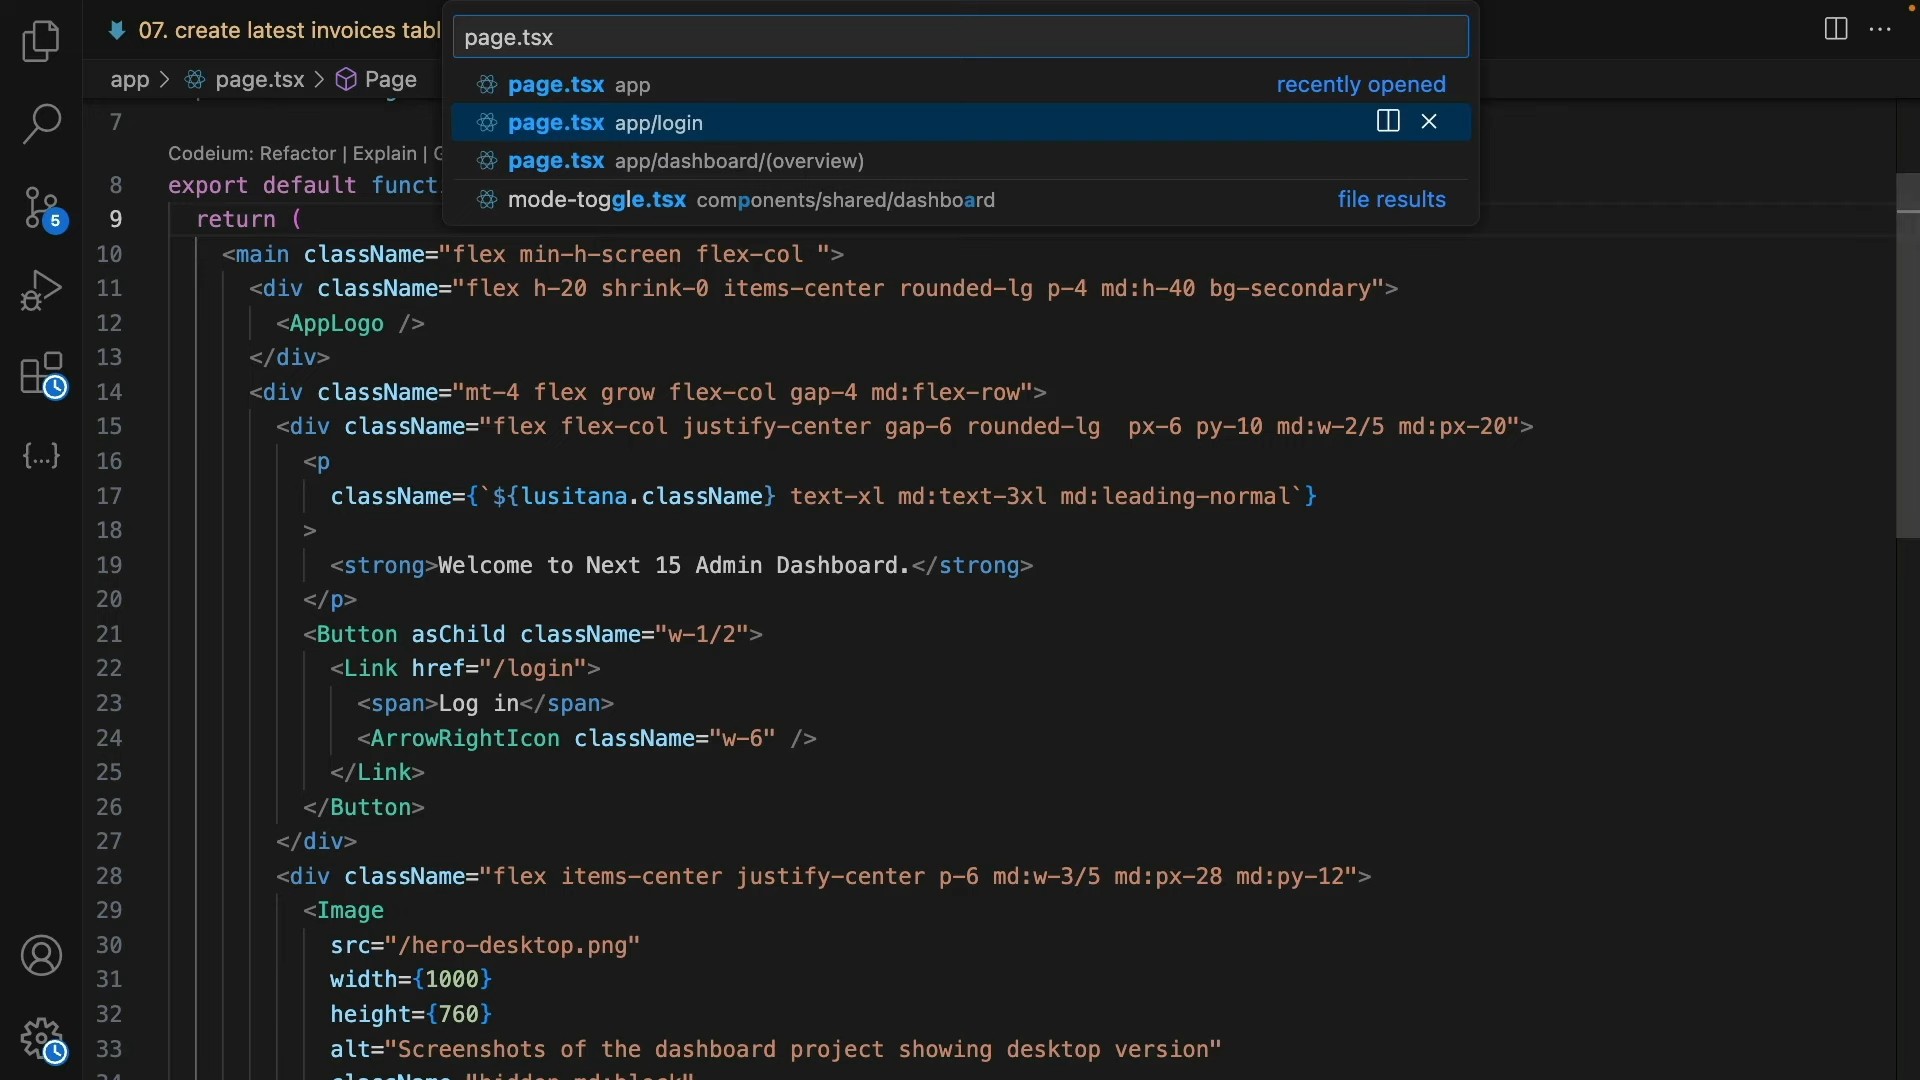 07. create latest invoices tabl
page.tsx
app > page.tsx > Page
page.tsx app recently opened
page.tsx app/login
page.tsx app/dashboard/(overview)
mode-toggle.tsx components/shared/dashboard file results
5
7
Codeium: Refactor | Explain | G
8 export default funct
9 return (
10 <main className="flex min-h-screen flex-col ">
11 <div className="flex h-20 shrink-0 items-center rounded-lg p-4 md:h-40 bg-secondary">
12 <AppLogo />
13 </div>
14 <div className="mt-4 flex grow flex-col gap-4 md:flex-row">
15 <div className="flex flex-col justify-center gap-6 rounded-lg  px-6 py-10 md:w-2/5 md:px-20">
16 <p
17 className={`${lusitana.className} text-xl md:text-3xl md:leading-normal`}
18 >
19 <strong>Welcome to Next 15 Admin Dashboard.</strong>
20 </p>
21 <Button asChild className="w-1/2">
22 <Link href="/login">
23 <span>Log in</span>
24 <ArrowRightIcon className="w-6" />
25 </Link>
26 </Button>
27 </div>
28 <div className="flex items-center justify-center p-6 md:w-3/5 md:px-28 md:py-12">
29 <Image
30 src="/hero-desktop.png"
31 width={1000}
32 height={760}
33 alt="Screenshots of the dashboard project showing desktop version"
34 className="hidden md:block"